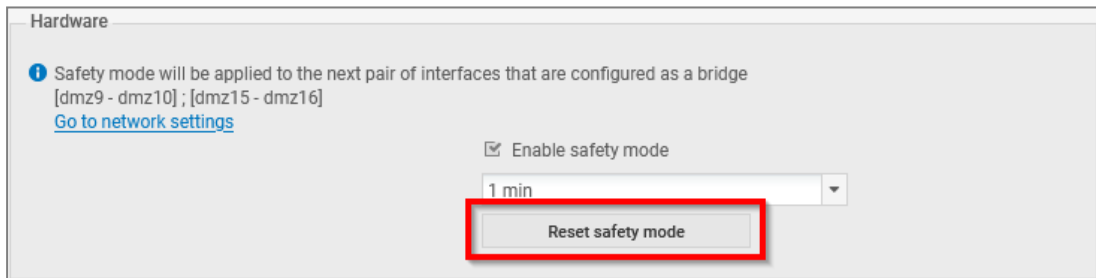 Hardware
Safety mode will be applied to the next pair of interfaces that are configured as a bridge
[dmz9 - dmz10] ; [dmz15 - dmz16]
Go to network settings
Enable safety mode
1 min
Reset safety mode